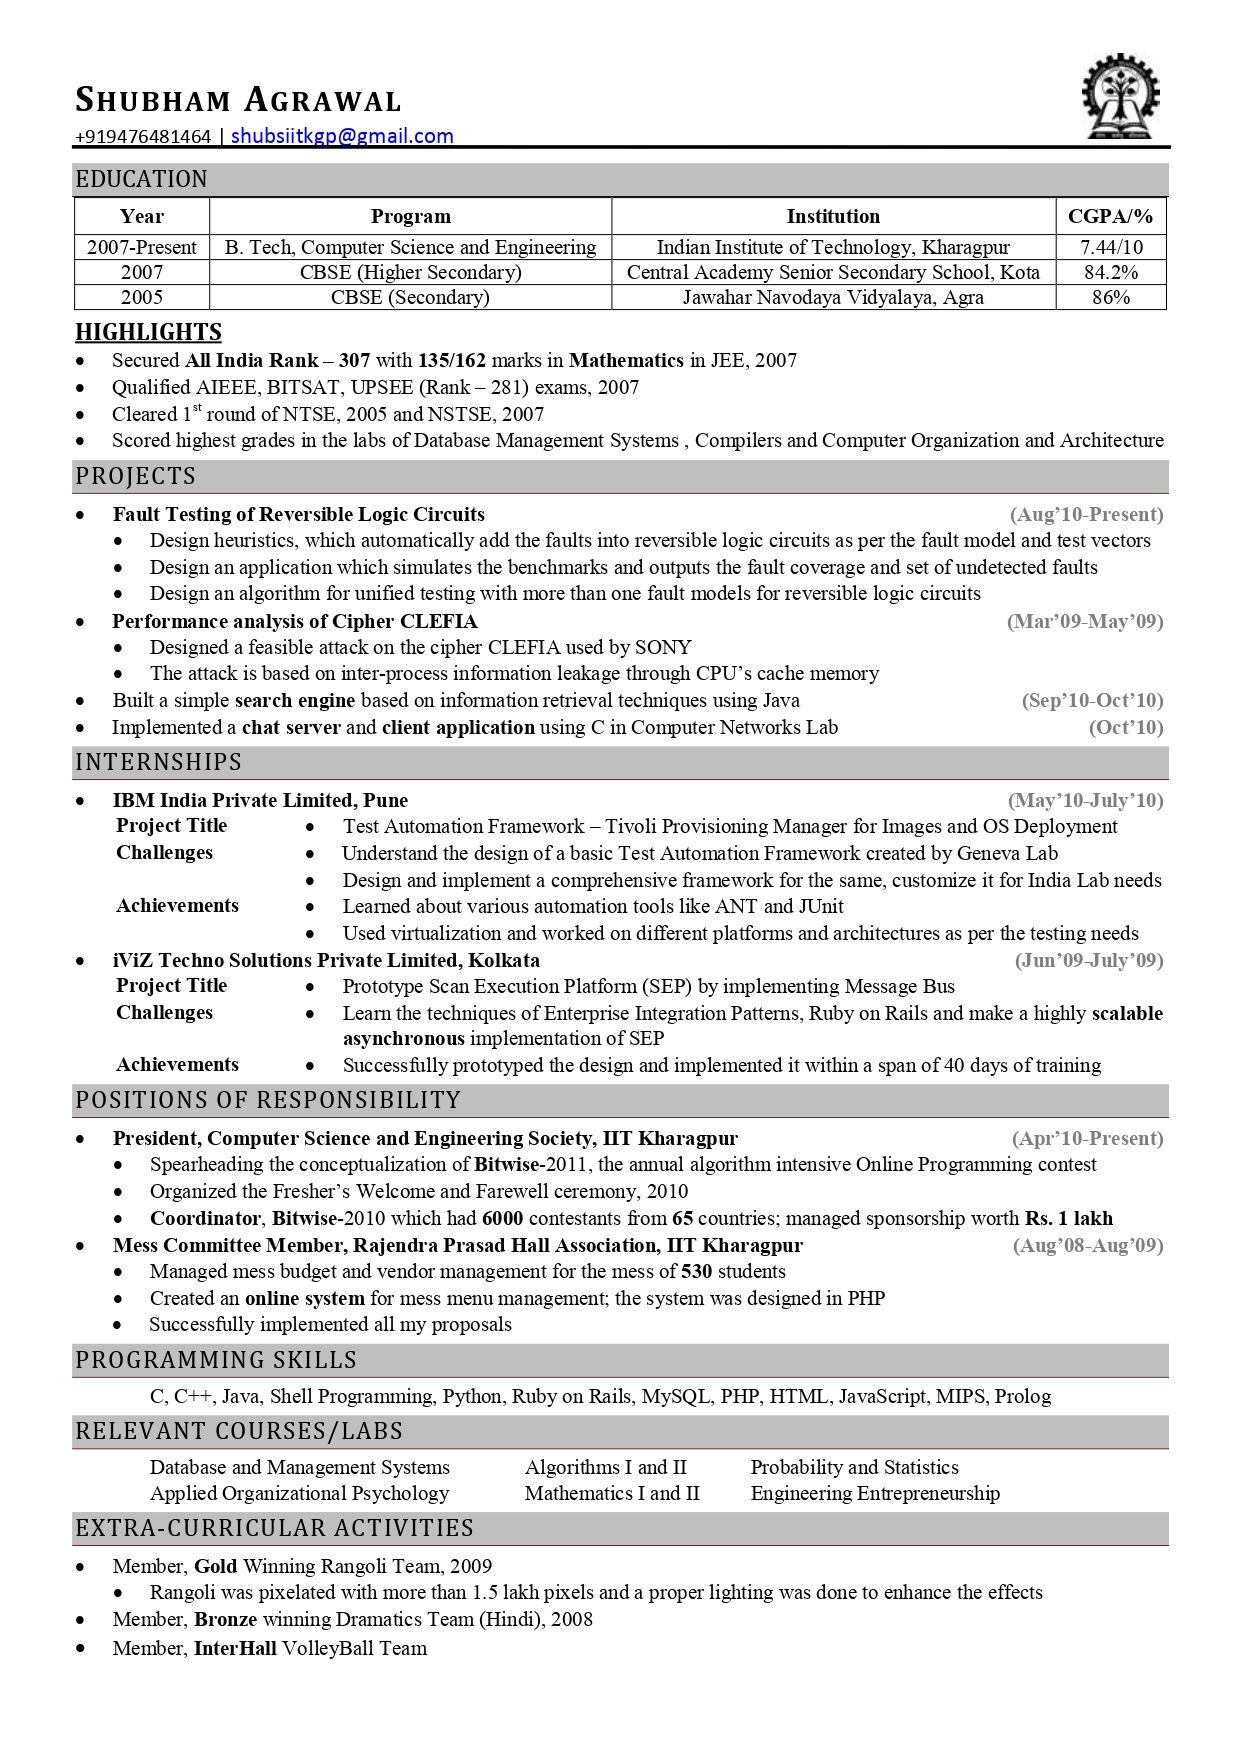 SHUBHAM AGRAWAL
+919476481464 | shubsiitkgp@gmail.com
EDUCATION
Year Program Institution CGPA/%
2007-Present B. Tech, Computer Science and Engineering Indian Institute of Technology, Kharagpur 7.44/10
2007 CBSE (Higher Secondary) Central Academy Senior Secondary School, Kota 84.2%
2005 CBSE (Secondary) Jawahar Navodaya Vidyalaya, Agra 86%
HIGHLIGHTS
• Secured All India Rank – 307 with 135/162 marks in Mathematics in JEE, 2007
• Qualified AIEEE, BITSAT, UPSEE (Rank – 281) exams, 2007
• Cleared 1st round of NTSE, 2005 and NSTSE, 2007
• Scored highest grades in the labs of Database Management Systems , Compilers and Computer Organization and Architecture
PROJECTS
• Fault Testing of Reversible Logic Circuits (Aug’10-Present)
• Design heuristics, which automatically add the faults into reversible logic circuits as per the fault model and test vectors
• Design an application which simulates the benchmarks and outputs the fault coverage and set of undetected faults
• Design an algorithm for unified testing with more than one fault models for reversible logic circuits
• Performance analysis of Cipher CLEFIA (Mar’09-May’09)
• Designed a feasible attack on the cipher CLEFIA used by SONY
• The attack is based on inter-process information leakage through CPU’s cache memory
• Built a simple search engine based on information retrieval techniques using Java (Sep’10-Oct’10)
• Implemented a chat server and client application using C in Computer Networks Lab (Oct’10)
INTERNSHIPS
• IBM India Private Limited, Pune (May’10-July’10)
Project Title • Test Automation Framework – Tivoli Provisioning Manager for Images and OS Deployment
Challenges • Understand the design of a basic Test Automation Framework created by Geneva Lab
• Design and implement a comprehensive framework for the same, customize it for India Lab needs
Achievements • Learned about various automation tools like ANT and JUnit
• Used virtualization and worked on different platforms and architectures as per the testing needs
• iViZ Techno Solutions Private Limited, Kolkata (Jun’09-July’09)
Project Title • Prototype Scan Execution Platform (SEP) by implementing Message Bus
Challenges • Learn the techniques of Enterprise Integration Patterns, Ruby on Rails and make a highly scalable
asynchronous implementation of SEP
Achievements • Successfully prototyped the design and implemented it within a span of 40 days of training
POSITIONS OF RESPONSIBILITY
• President, Computer Science and Engineering Society, IIT Kharagpur (Apr’10-Present)
• Spearheading the conceptualization of Bitwise-2011, the annual algorithm intensive Online Programming contest
• Organized the Fresher’s Welcome and Farewell ceremony, 2010
• Coordinator, Bitwise-2010 which had 6000 contestants from 65 countries; managed sponsorship worth Rs. 1 lakh
• Mess Committee Member, Rajendra Prasad Hall Association, IIT Kharagpur (Aug’08-Aug’09)
• Managed mess budget and vendor management for the mess of 530 students
• Created an online system for mess menu management; the system was designed in PHP
• Successfully implemented all my proposals
PROGRAMMING SKILLS
C, C++, Java, Shell Programming, Python, Ruby on Rails, MySQL, PHP, HTML, JavaScript, MIPS, Prolog
RELEVANT COURSES/LABS
Database and Management Systems Algorithms I and II Probability and Statistics
Applied Organizational Psychology Mathematics I and II Engineering Entrepreneurship
EXTRA-CURRICULAR ACTIVITIES
• Member, Gold Winning Rangoli Team, 2009
• Rangoli was pixelated with more than 1.5 lakh pixels and a proper lighting was done to enhance the effects
• Member, Bronze winning Dramatics Team (Hindi), 2008
• Member, InterHall VolleyBall Team